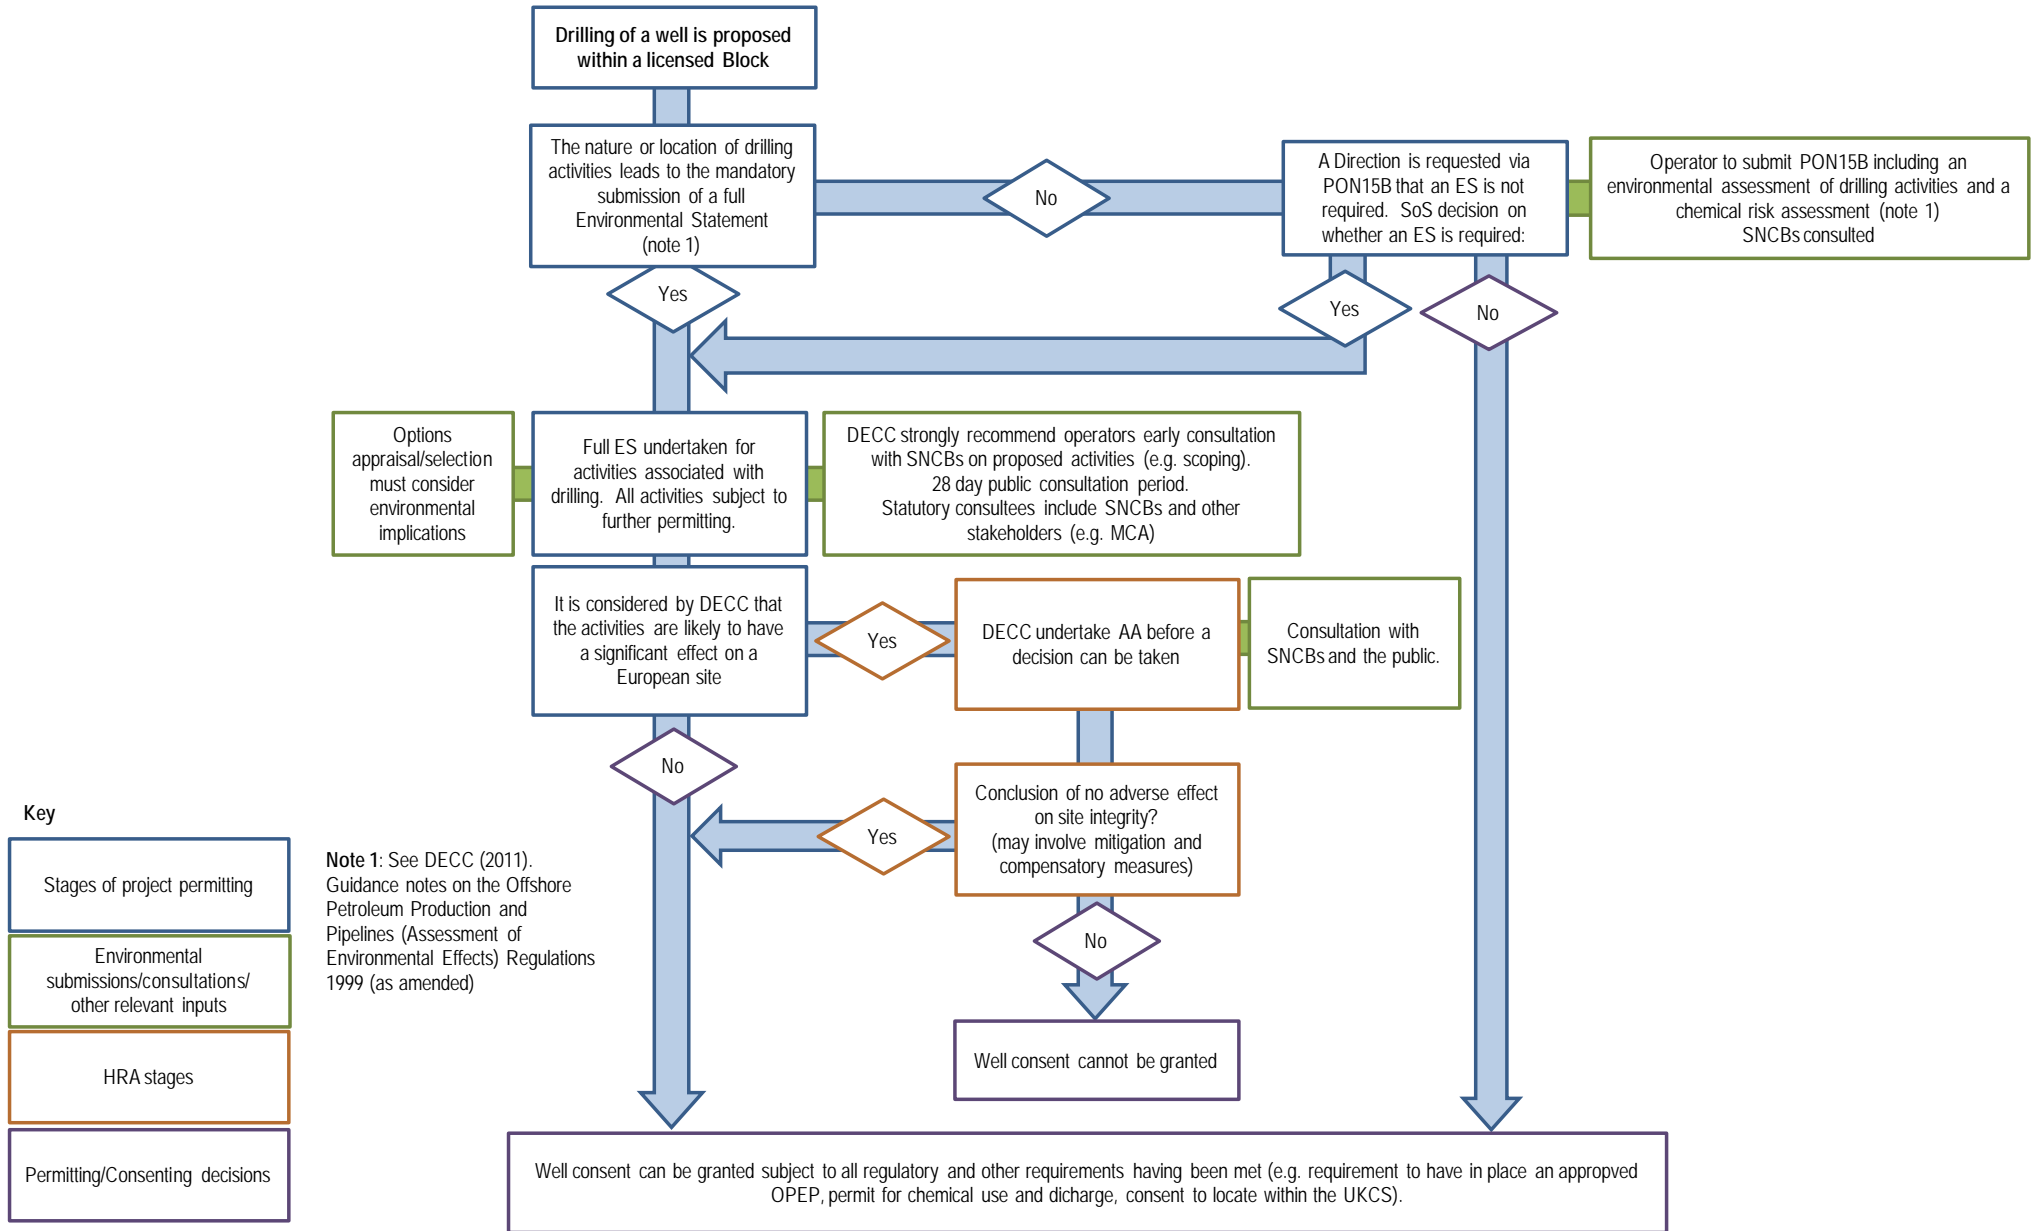 Drilling of a well is proposed
within a licensed Block
The nature or location of drilling
activities leads to the mandatory
submission of a full
Environmental Statement
(note 1)
No
A Direction is requested via
PON15B that an ES is not
required. SoS decision on
whether an ES is required:
Operator to submit PON15B including an
environmental assessment of drilling activities and a
chemical risk assessment (note 1)
SNCBs consulted
Yes
Yes
No
Options
appraisal/selection
must consider
environmental
implications
Full ES undertaken for
activities associated with
drilling. All activities subject to
further permitting.
DECC strongly recommend operators early consultation
with SNCBs on proposed activities (e.g. scoping).
28 day public consultation period.
Statutory consultees include SNCBs and other
stakeholders (e.g. MCA)
It is considered by DECC that
the activities are likely to have
a significant effect on a
European site
Yes
DECC undertake AA before a
decision can be taken
Consultation with
SNCBs and the public.
No
Yes
Conclusion of no adverse effect
on site integrity?
(may involve mitigation and
compensatory measures)
No
Well consent cannot be granted
Well consent can be granted subject to all regulatory and other requirements having been met (e.g. requirement to have in place an appropved
OPEP, permit for chemical use and dicharge, consent to locate within the UKCS).
Key
Stages of project permitting
Environmental
submissions/consultations/
other relevant inputs
HRA stages
Permitting/Consenting decisions
Note 1: See DECC (2011).
Guidance notes on the Offshore
Petroleum Production and
Pipelines (Assessment of
Environmental Effects) Regulations
1999 (as amended)